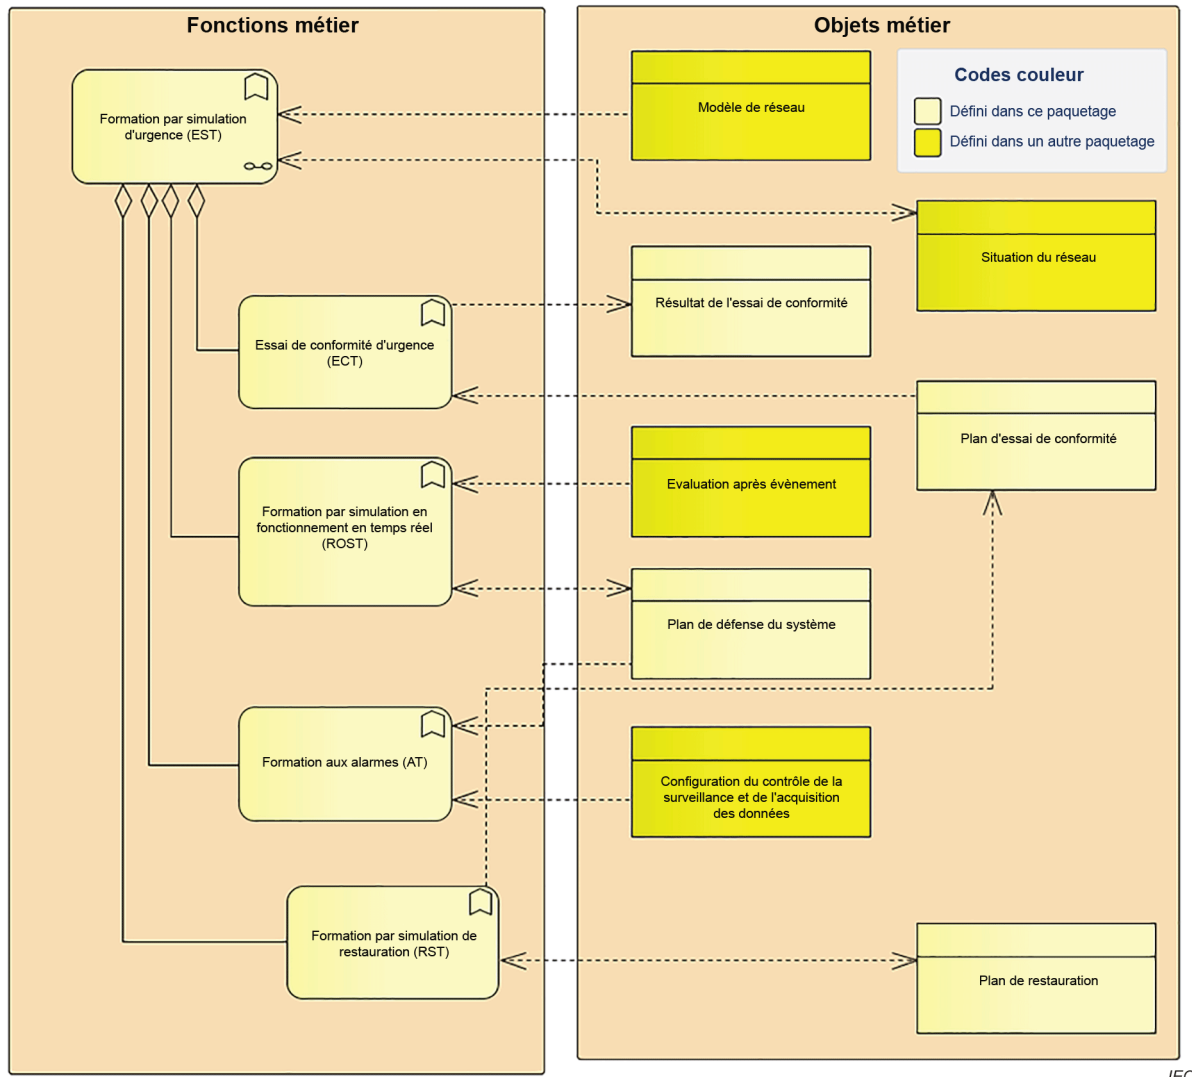 Fonctions métier
Objets métier
Codes couleur
Défini dans ce paquetage
Défini dans un autre paquetage
Formation par simulation
d'urgence (EST)
Modèle de réseau
Situation du réseau
Résultat de l'essai de conformité
Essai de conformité d'urgence
(ECT)
Plan d'essai de conformité
Evaluation après évènement
Formation par simulation en
fonctionnement en temps réel
(ROST)
Plan de défense du système
Formation aux alarmes (AT)
Configuration du contrôle de la
surveillance et de l'acquisition
des données
Formation par simulation de
restauration (RST)
Plan de restauration
IEC